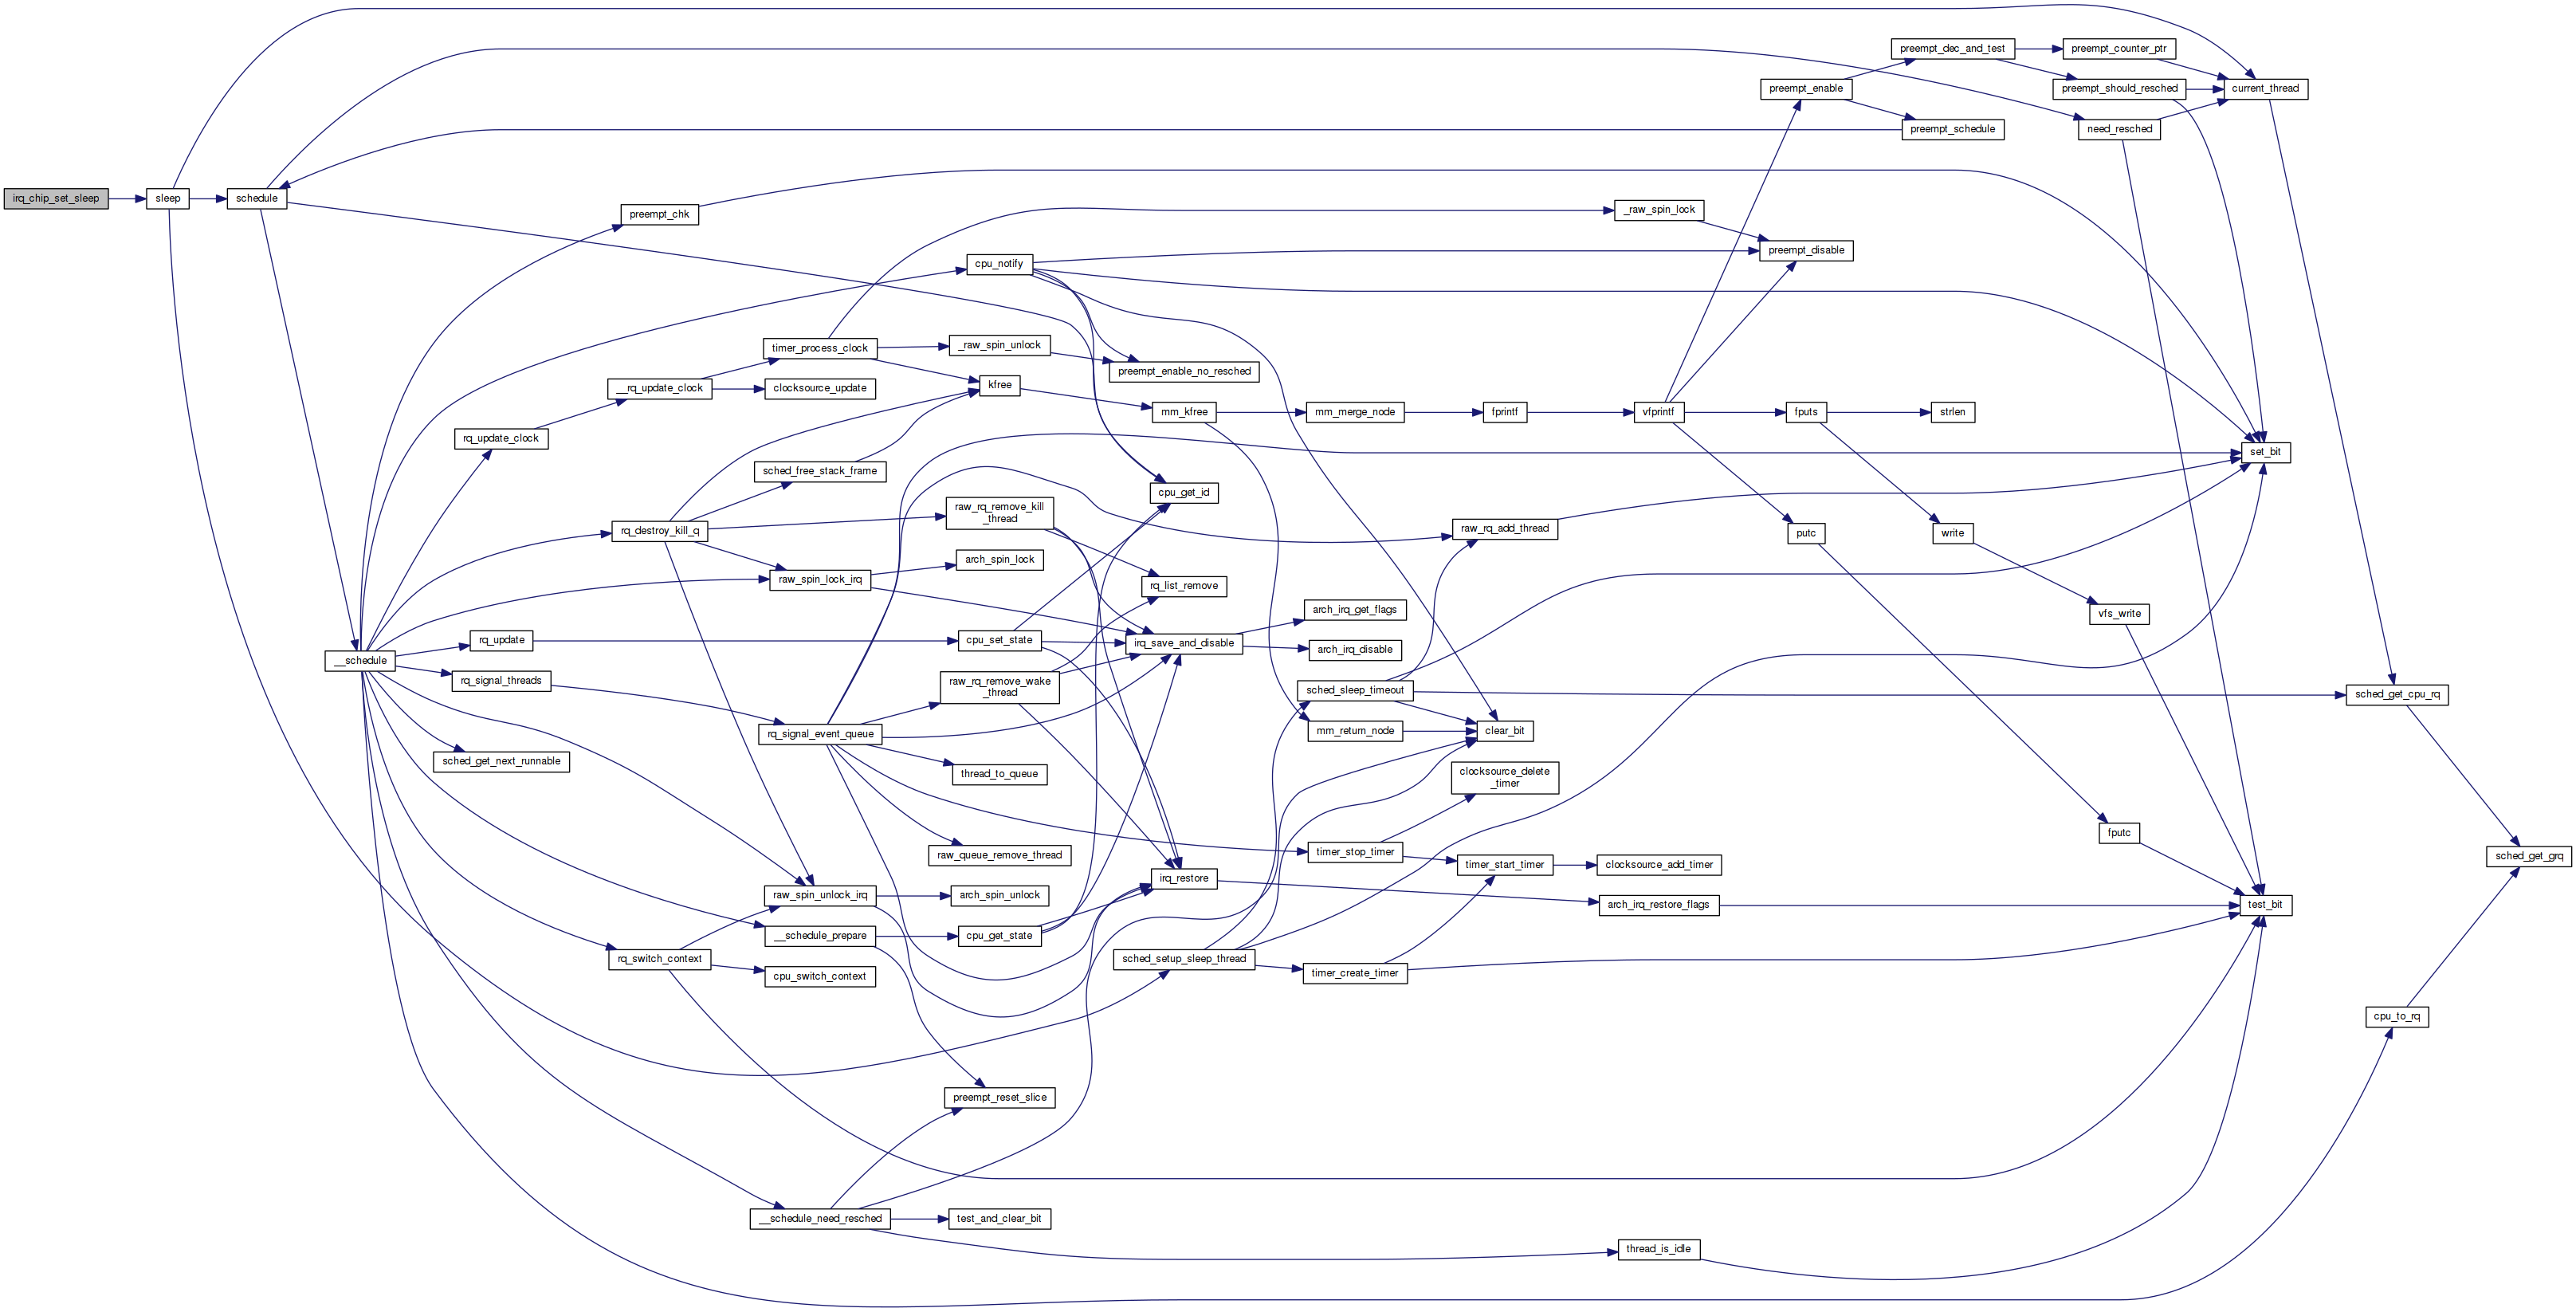 preempt_dec_and_test
preempt_counter_ptr
preempt_enable
preempt_should_resched
current_thread
preempt_schedule
need_resched
irq_chip_set_sleep
sleep
schedule
preempt_chk
_raw_spin_lock
cpu_notify
preempt_disable
timer_process_clock
_raw_spin_unlock
preempt_enable_no_resched
__rq_update_clock
clocksource_update
kfree
mm_kfree
mm_merge_node
fprintf
vfprintf
fputs
strlen
rq_update_clock
set_bit
sched_free_stack_frame
cpu_get_id
raw_rq_remove_kill
_thread
rq_destroy_kill_q
raw_rq_add_thread
putc
write
arch_spin_lock
raw_spin_lock_irq
rq_list_remove
arch_irq_get_flags
vfs_write
rq_update
cpu_set_state
irq_save_and_disable
arch_irq_disable
__schedule
rq_signal_threads
raw_rq_remove_wake
_thread
sched_sleep_timeout
sched_get_cpu_rq
rq_signal_event_queue
mm_return_node
clear_bit
sched_get_next_runnable
thread_to_queue
clocksource_delete
_timer
fputc
raw_queue_remove_thread
timer_stop_timer
timer_start_timer
clocksource_add_timer
sched_get_grq
raw_spin_unlock_irq
arch_spin_unlock
irq_restore
arch_irq_restore_flags
test_bit
__schedule_prepare
cpu_get_state
rq_switch_context
cpu_switch_context
sched_setup_sleep_thread
timer_create_timer
cpu_to_rq
preempt_reset_slice
__schedule_need_resched
test_and_clear_bit
thread_is_idle